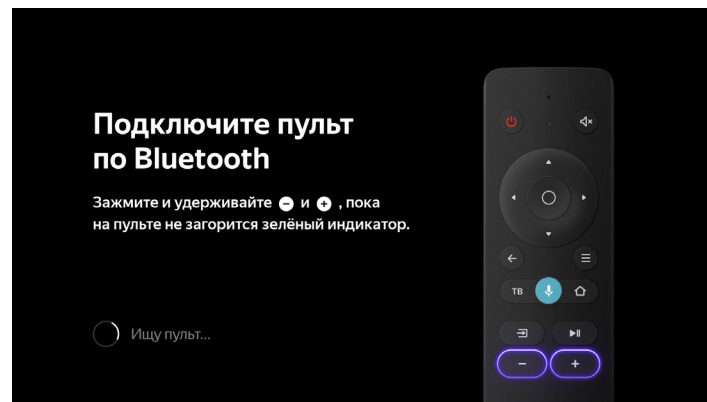 Подключите пульт
по Bluetooth
Зажмите и удерживайте − и + , пока
на пульте не загорится зелёный индикатор.
Ищу пульт...
ТВ
− +